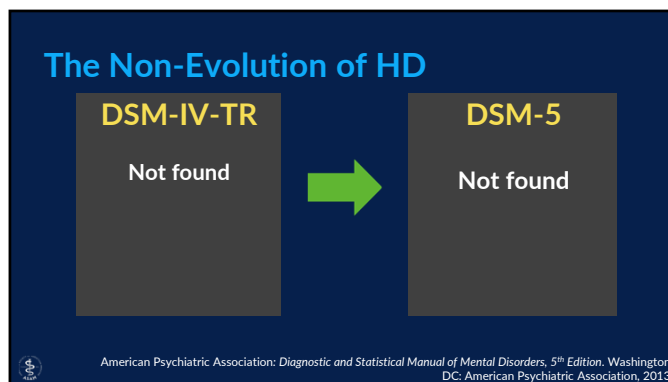 The Non-Evolution of HD
DSM-IV-TR
Not found
DSM-5
Not found
American Psychiatric Association: Diagnostic and Statistical Manual of Mental Disorders, 5th Edition. Washington
DC: American Psychiatric Association, 2013